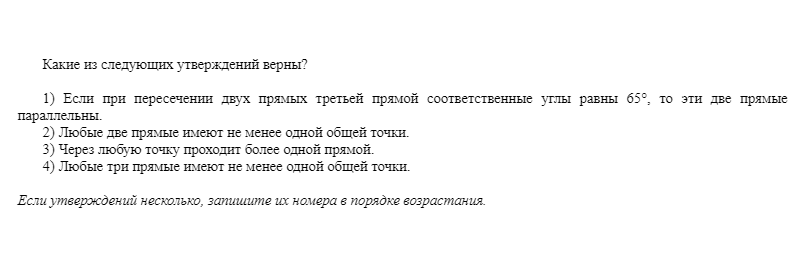 Какие из следующих утверждений верны?
1) Если при пересечении двух прямых третьей прямой соответственные углы равны 65°, то эти две прямые
параллельны.
2) Любые две прямые имеют не менее одной общей точки.
3) Через любую точку проходит более одной прямой.
4) Любые три прямые имеют не менее одной общей точки.
Если утверждений несколько, запишите их номера в порядке возрастания.